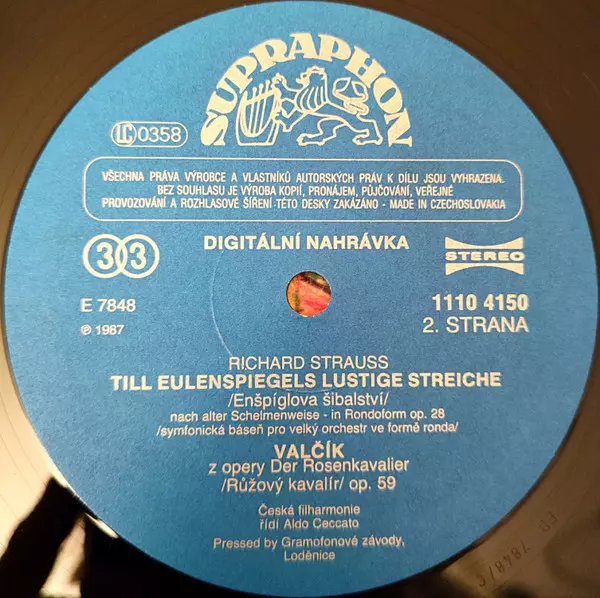 SUPRAPHON
LC 0358
VŠECHNA PRÁVA VÝROBCE A VLASTNÍKŮ AUTORSKÝCH PRÁV K DÍLU JSOU VYHRAZENA.
BEZ SOUHLASU JE VÝROBA KOPIÍ, PRONÁJEM, PŮJČOVÁNÍ, VEŘEJNÉ
PROVOZOVÁNÍ A ROZHLASOVÉ ŠÍŘENÍ TÉTO DESKY ZAKÁZÁNO - MADE IN CZECHOSLOVAKIA
33
DIGITÁLNÍ NAHRÁVKA
STEREO
E 7848
1110 4150
℗ 1987
2. STRANA
RICHARD STRAUSS
TILL EULENSPIEGELS LUSTIGE STREICHE
/Enšpíglova šibalství/
nach alter Schelmenweise - in Rondoform op. 28
/symfonická báseň pro velký orchestr ve formě ronda/
VALČÍK
z opery Der Rosenkavalier
/Růžový kavalír/ op. 59
Česká filharmonie
řídí Aldo Ceccato
Pressed by Gramofonové závody,
Loděnice